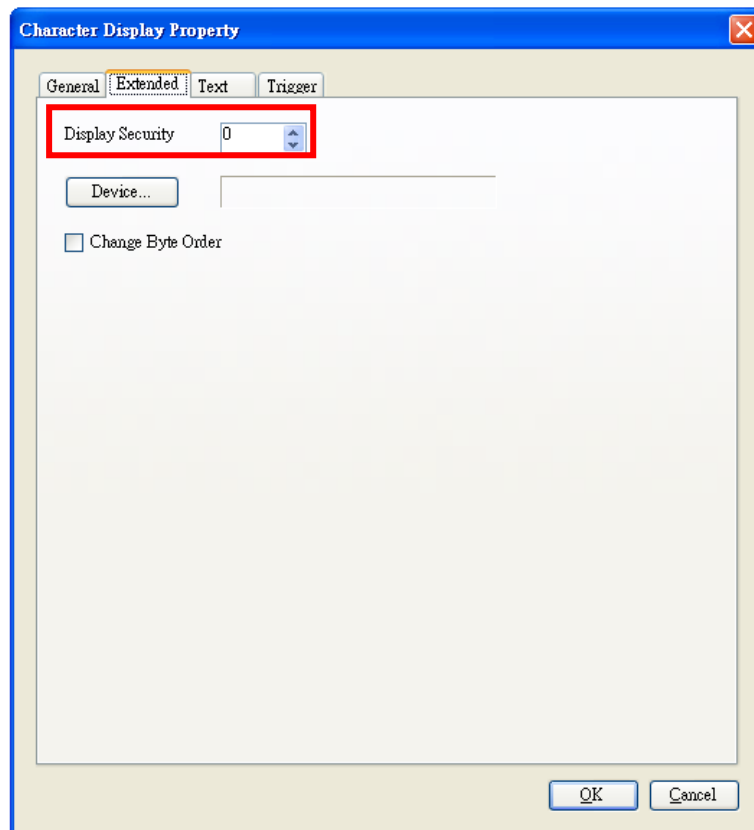 Character Display Property
General Extended Text Trigger
Display Security 0
Device...
Change Byte Order
OK Cancel